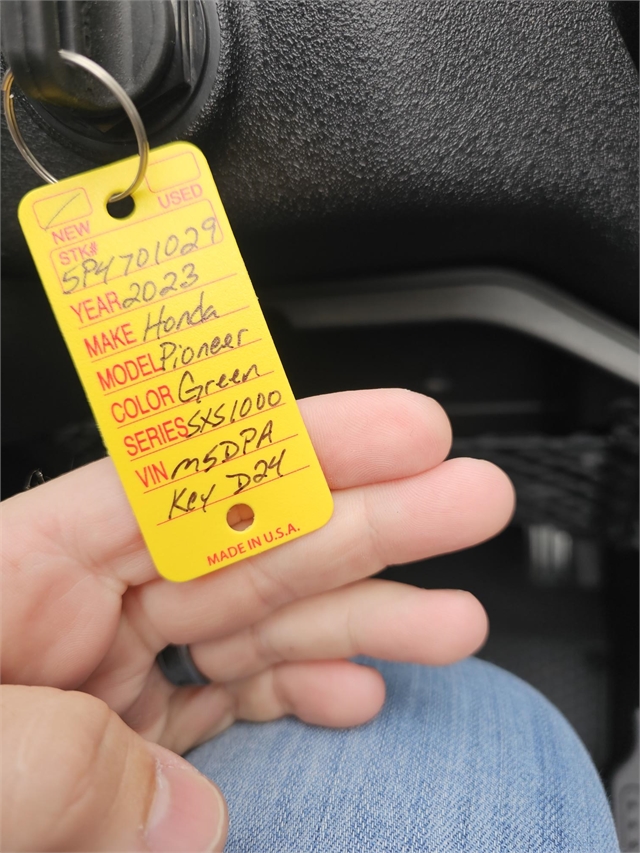 NEW USED
STK#
5P4701029
YEAR 2023
MAKE Honda
MODEL Pioneer
COLOR Green
SERIES SXS1000
VIN M5DPA
Key D24
MADE IN U.S.A.